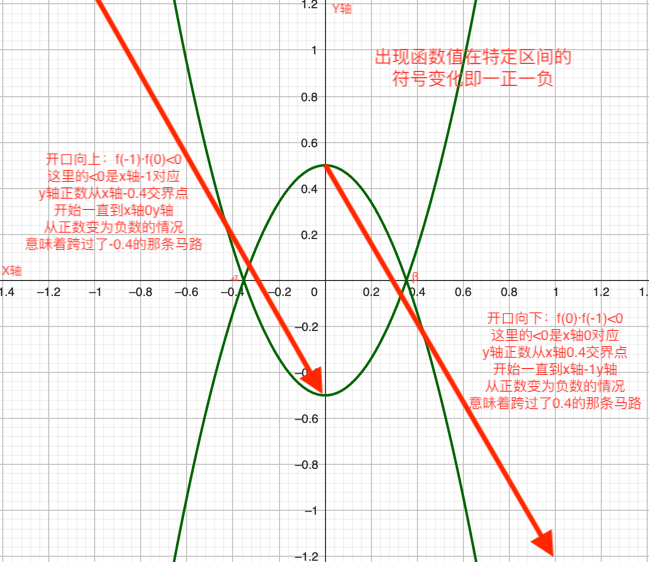 1.2
Y轴
出现函数值在特定区间的
符号变化即一正一负
1
0.8
0.6
开口向上：f(-1)·f(0)<0
这里的<0是x轴-1对应
y轴正数从x轴-0.4交界点
开始一直到x轴0y轴
从正数变为负数的情况
意味着跨过了-0.4的那条马路
0.4
0.2
X轴
α
β
1.4 −1.2 −1 −0.8 −0.6 −0.4 −0.2 0 0.2 0.4 0.6 0.8 1 1.2 1.
−0.2
开口向下：f(0)·f(-1)<0
这里的<0是x轴0对应
y轴正数从x轴0.4交界点
开始一直到x轴-1y轴
从正数变为负数的情况
意味着跨过了0.4的那条马路
−0.6
−0.8
−1
−1.2